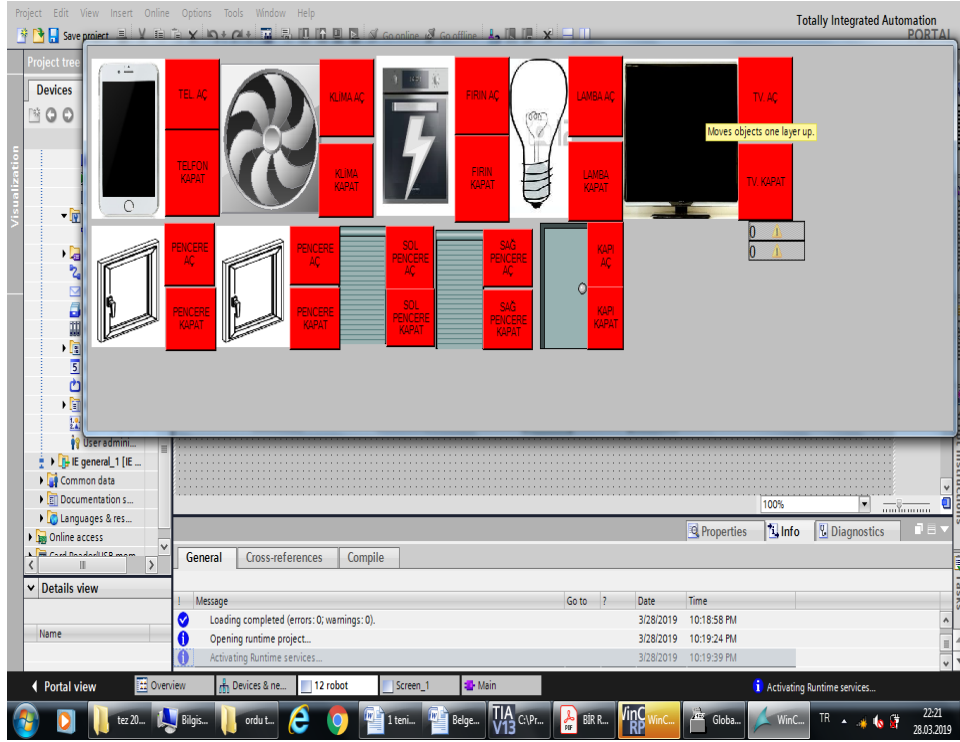 Project Edit View Insert Online Options Tools Window Help
Totally Integrated Automation
PORTAL
Save project
Go online Go offline
Project tree
Devices
Visualization
TEL. AÇ
TELFON
KAPAT
KLIMA AÇ
KLIMA
KAPAT
FIRIN AÇ
FIRIN
KAPAT
LAMBA AÇ
LAMBA
KAPAT
TV. AÇ
Moves objects one layer up.
TV. KAPAT
0
0
PENCERE
AÇ
PENCERE
KAPAT
PENCERE
AÇ
PENCERE
KAPAT
SOL
PENCERE
AÇ
SOL
PENCERE
KAPAT
SAĞ
PENCERE
AÇ
SAĞ
PENCERE
KAPAT
KAPI
AÇ
KAPI
KAPAT
User admini...
IE general_1 [IE ...
Common data
Documentation s...
Languages & res...
Online access
Card Reader/USB mem
Details view
Name
100%
Properties Info Diagnostics
General Cross-references Compile
! Message Go to ? Date Time
Loading completed (errors: 0; warnings: 0). 3/28/2019 10:18:58 PM
Opening runtime project... 3/28/2019 10:19:24 PM
Activating Runtime services... 3/28/2019 10:19:39 PM
Portal view Overview Devices & ne... 12 robot Screen_1 Main Activating Runtime services...
tez 20... Bilgis... ordu t... 1 teni... Belge... TIA V13 C:\Pr... BİR R... WinC RP WinC... Globa... WinC... TR 22:21
28.03.2019